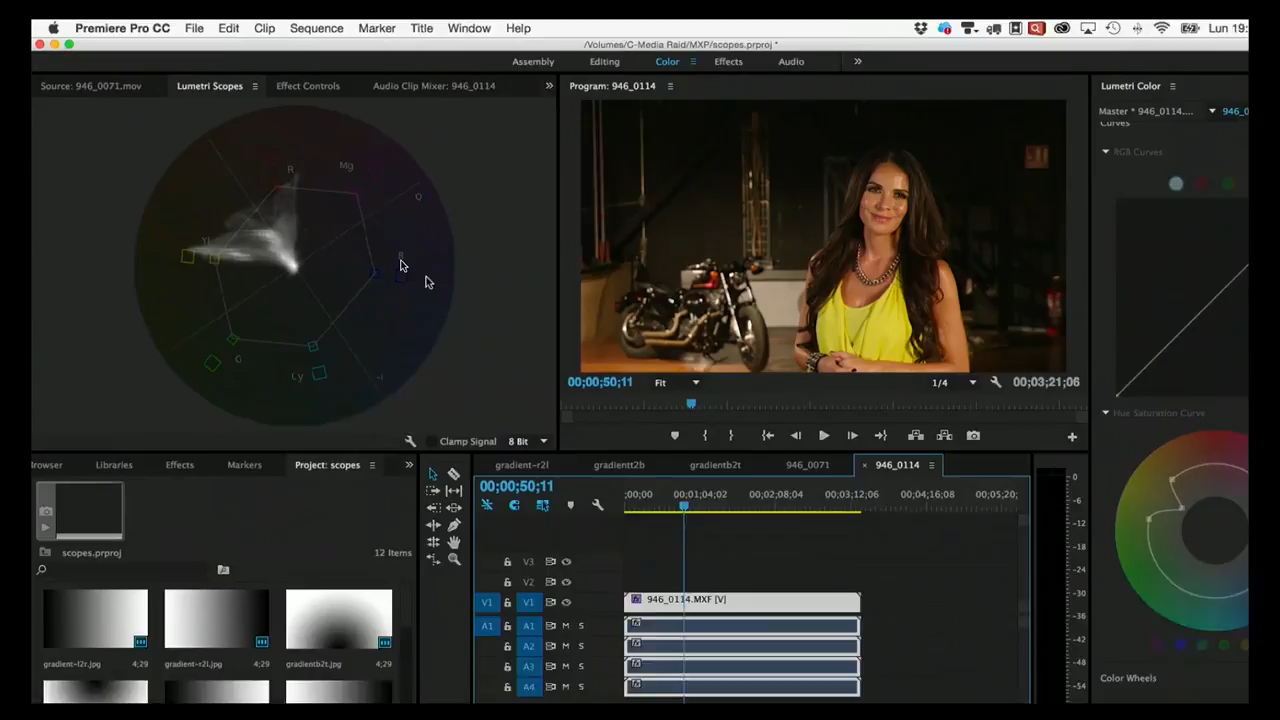 Premiere Pro CC File Edit Clip Sequence Marker Title Window Help Lun 19:
/Volumes/C-Media Raid/MXP/scopes.prproj *
Assembly Editing Color Effects Audio
Source: 946_0071.mov Lumetri Scopes Effect Controls Audio Clip Mixer: 946_0114
Program: 946_0114
Lumetri Color
Master * 946_0114.... 946_0
Curves
RGB Curves
R
Mg
Q
Yl
B
G
Cy
-I
Clamp Signal 8 Bit
00;00;50;11 Fit 1/4 00;03;21;06
Hue Saturation Curve
Color Wheels
rowser Libraries Effects Markers Project: scopes
scopes.prproj 12 Items
gradient-l2r.jpg 4;29
gradient-r2l.jpg 4;29
gradientb2t.jpg 4;29
gradient-r2l gradientt2b gradientb2t 946_0071 946_0114
00;00;50;11
;00;00 00;01;04;02 00;02;08;04 00;03;12;06 00;04;16;08 00;05;20;
V3
V2
V1 V1 946_0114.MXF [V]
A1 A1 M S
A2 M S
A3 M S
A4 M S
0
-6
-12
-18
-24
-30
-36
-42
-48
-54